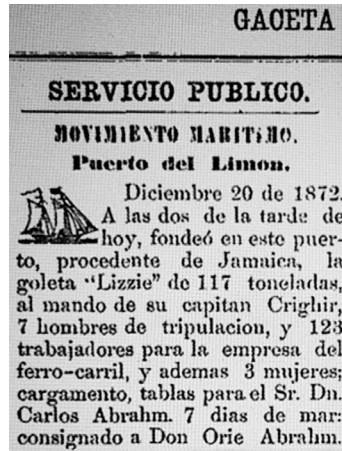 GACETA
SERVICIO PUBLICO.
MOVIMIENTO MARITIMO.
Puerto del Limon.
Diciembre 20 de 1872.
A las dos de la tarde de
hoy, fondeó en este puer-
to, procedente de Jamaica, la
goleta "Lizzie" de 117 toneladas,
al mando de su capitan Crighir,
7 hombres de tripulacion, y 123
trabajadores para la empresa del
ferro-carril, y ademas 3 mujeres;
cargamento, tablas para el Sr. Dn.
Carlos Abrahm. 7 dias de mar:
consignado a Don Orie Abrahm.